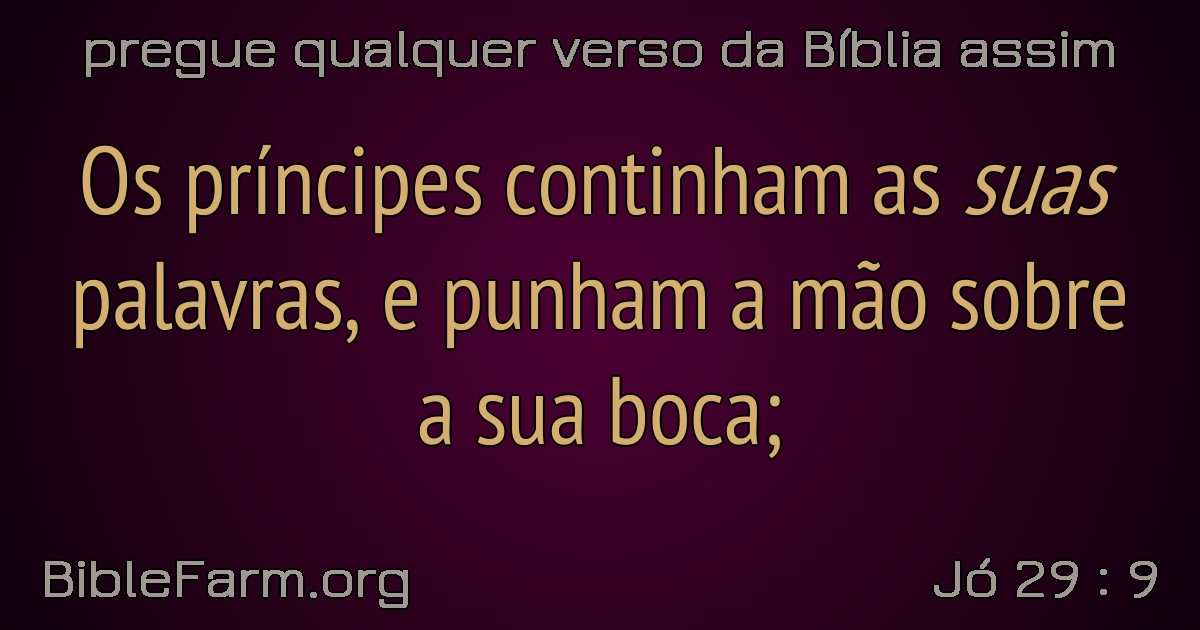 pregue qualquer verso da Bíblia assim
Os príncipes continham as suas
palavras, e punham a mão sobre
a sua boca;
BibleFarm.org
Jó 29 : 9